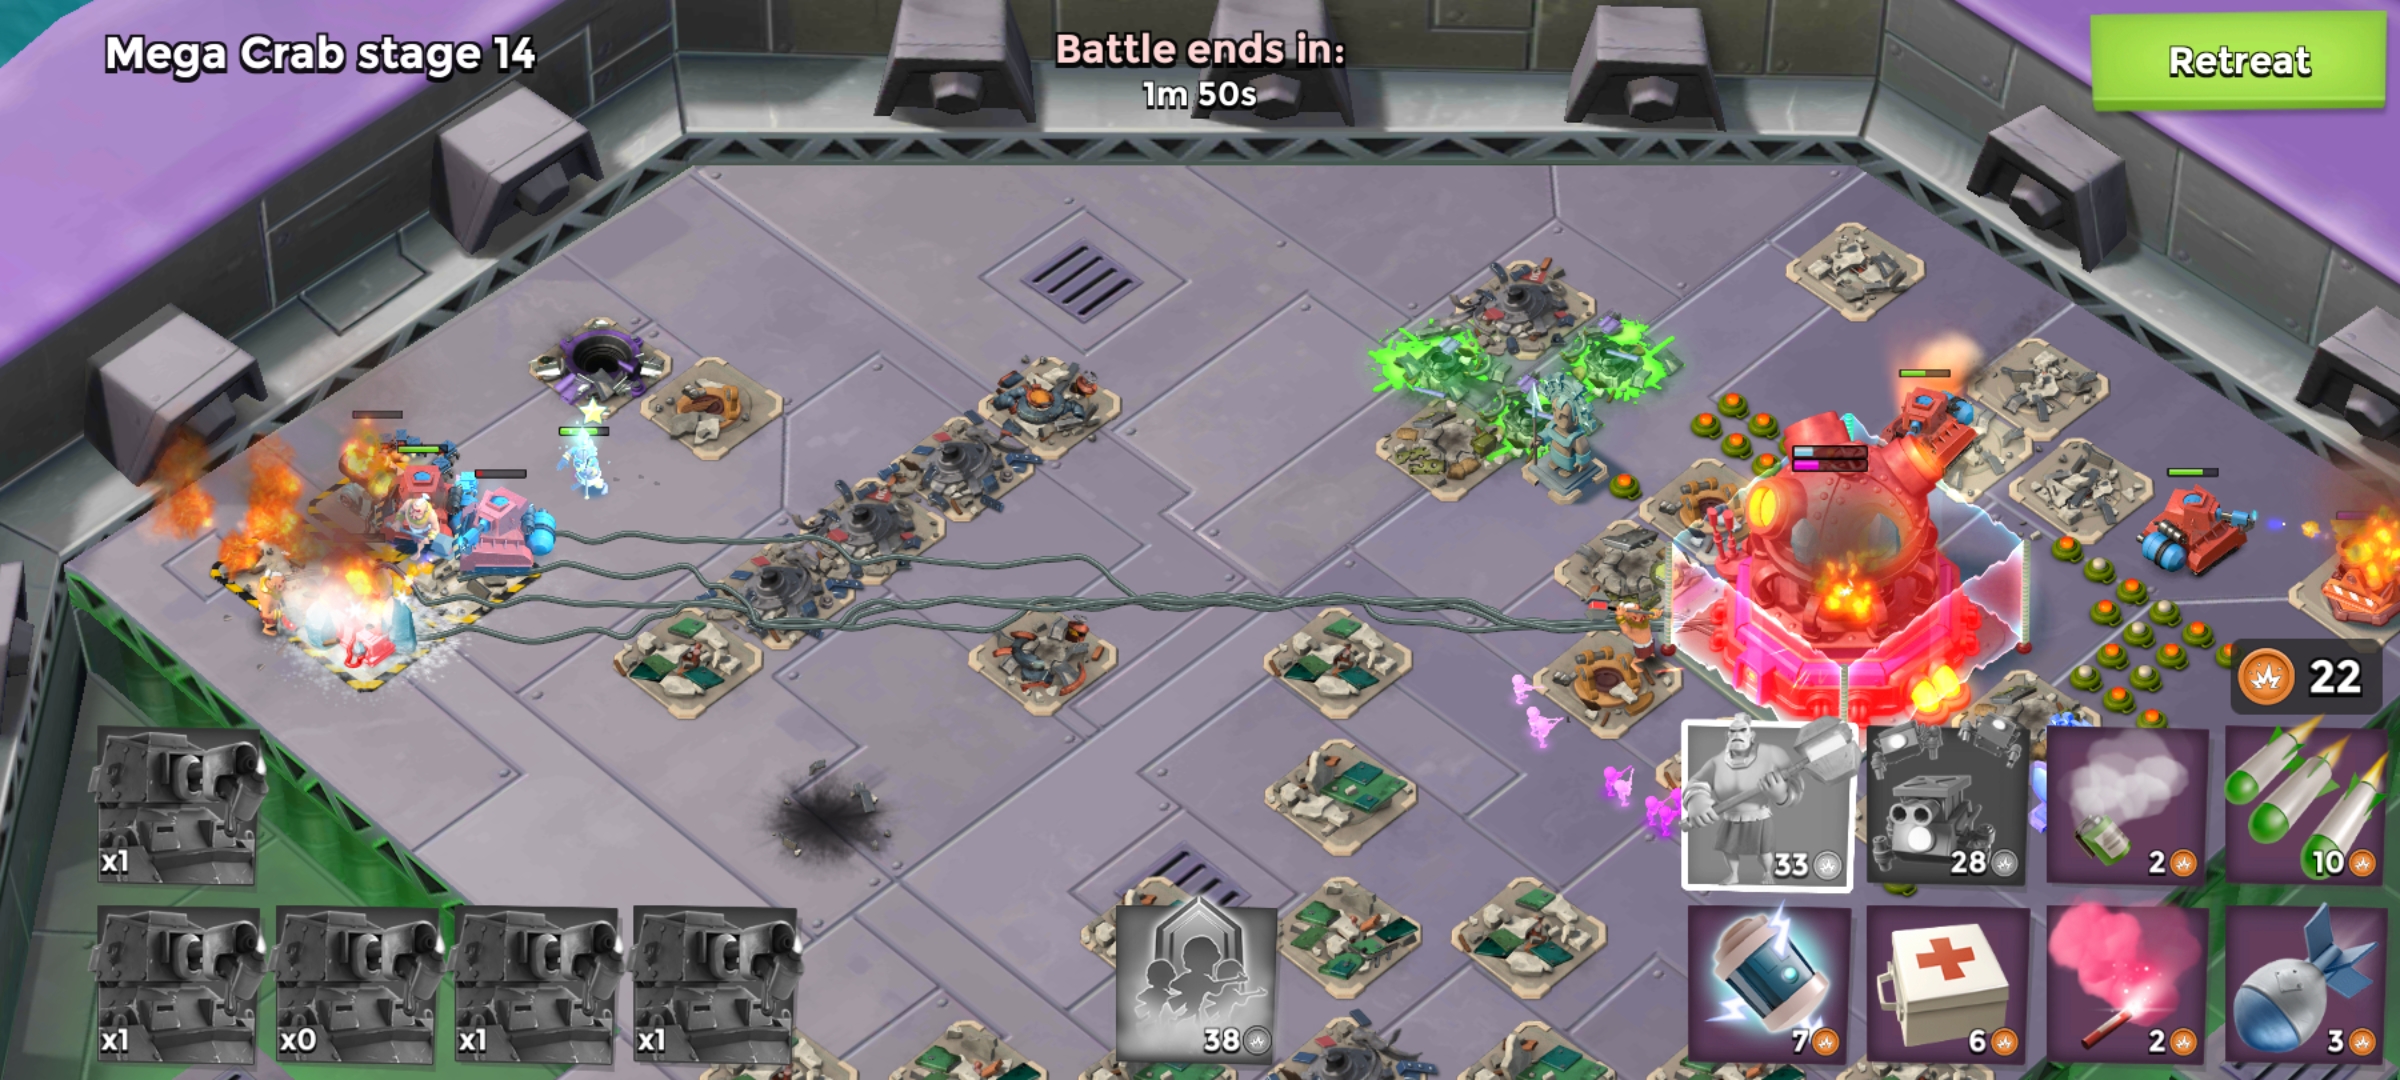 Mega Crab stage 14
Battle ends in:
1m 50s
Retreat
22
x1
33
28
2
10
x1
x0
x1
x1
38
7
6
2
3